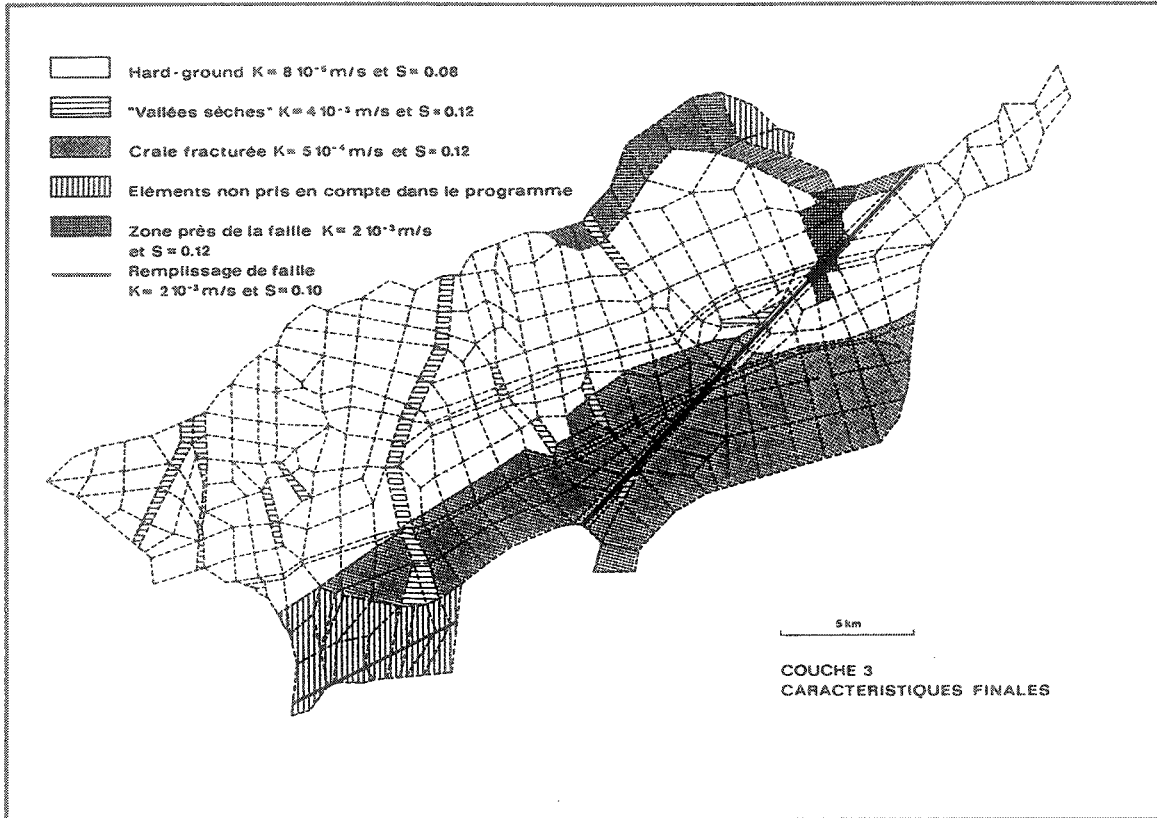 Hard-ground K= 8 10⁻⁵ m/s et S= 0.08
"Vallées sèches" K= 4 10⁻³ m/s et S= 0.12
Craie fracturée K= 5 10⁻⁴ m/s et S= 0.12
Eléments non pris en compte dans le programme
Zone près de la faille K= 2 10⁻³ m/s
et S= 0.12
Remplissage de faille
K= 2 10⁻³ m/s et S= 0.10
5 km
COUCHE 3
CARACTERISTIQUES FINALES